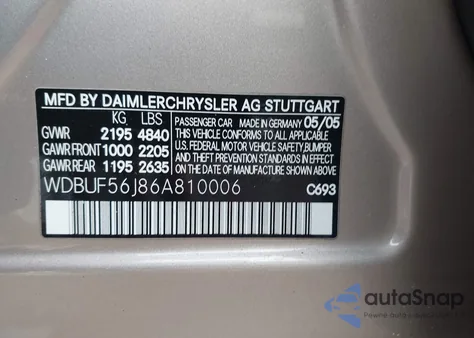 MFD BY DAIMLERCHRYSLER AG STUTTGART
KG LBS
GVWR 2195 4840
GAWR FRONT 1000 2205
GAWR REAR 1195 2635
PASSENGER CAR MADE IN GERMANY 05/05
THIS VEHICLE CONFORMS TO ALL APPLICABLE
U.S. FEDERAL MOTOR VEHICLE SAFETY, BUMPER
AND THEFT PREVENTION STANDARDS IN
EFFECT ON THE DATE OF MANUFACTURE
SHOWN ABOVE.
WDBUF56J86A810006 C693
autoSnap